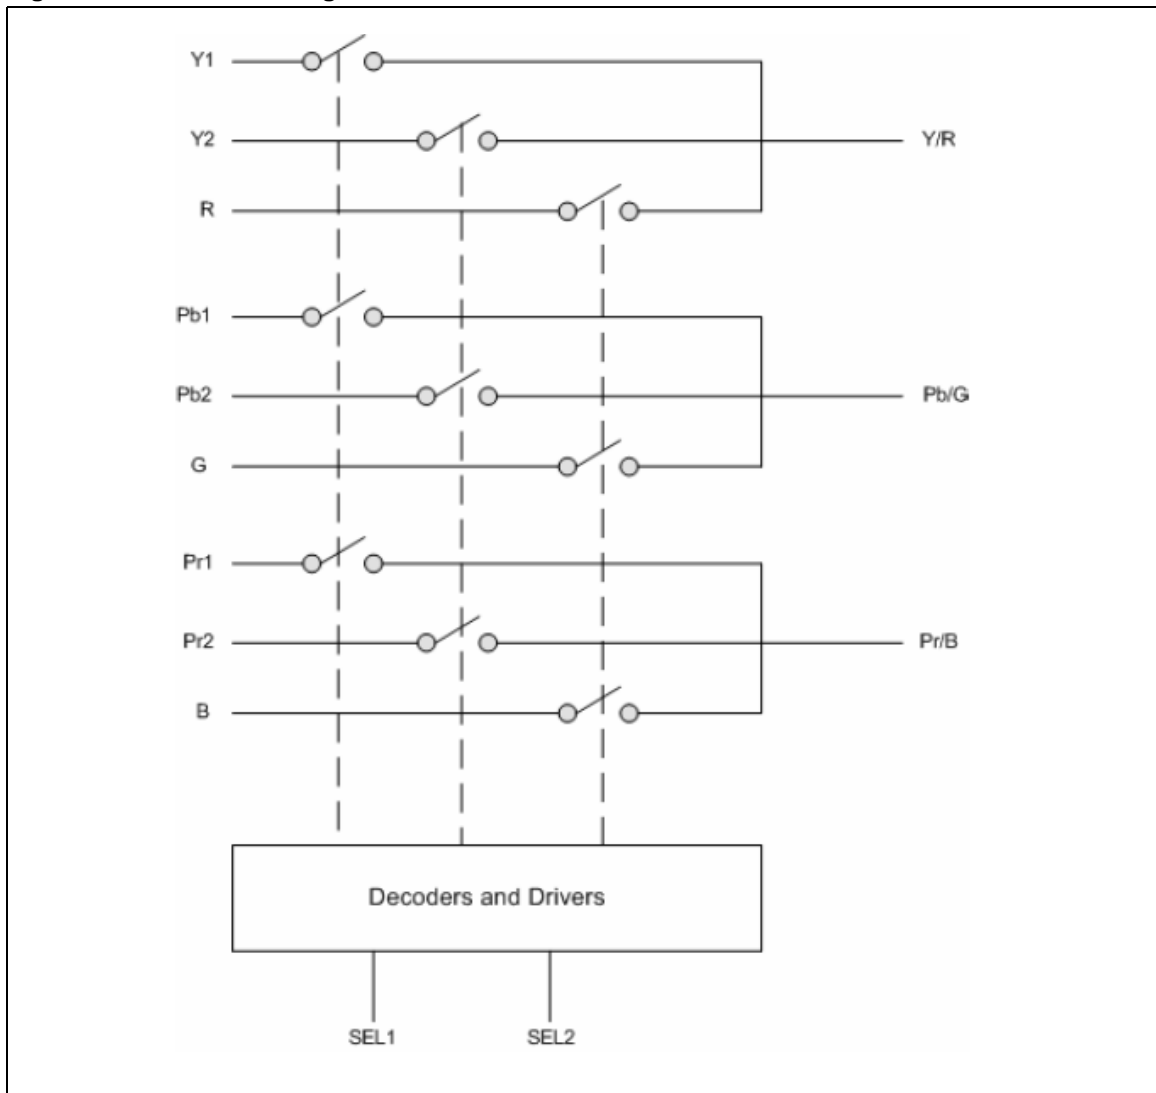 Y1
Y2
Y/R
R
Pb1
Pb2
Pb/G
G
Pr1
Pr2
Pr/B
B
Decoders and Drivers
SEL1
SEL2